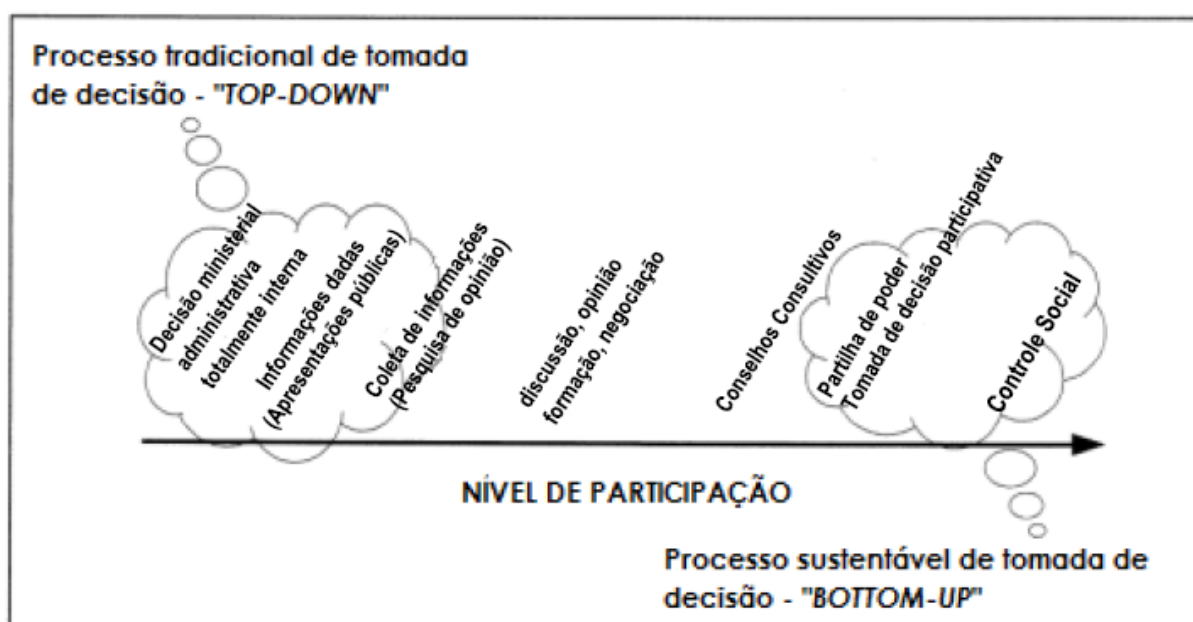 Processo tradicional de tomada
de decisão - "TOP-DOWN"
Decisão ministerial
administrativa
totalmente interna
Informações dadas
(Apresentações públicas)
Coleta de informações
(Pesquisa de opinião)
discussão, opinião
formação, negociação
Conselhos Consultivos
Partilha de poder
Tomada de decisão participativa
Controle Social
NÍVEL DE PARTICIPAÇÃO
Processo sustentável de tomada de
decisão - "BOTTOM-UP"